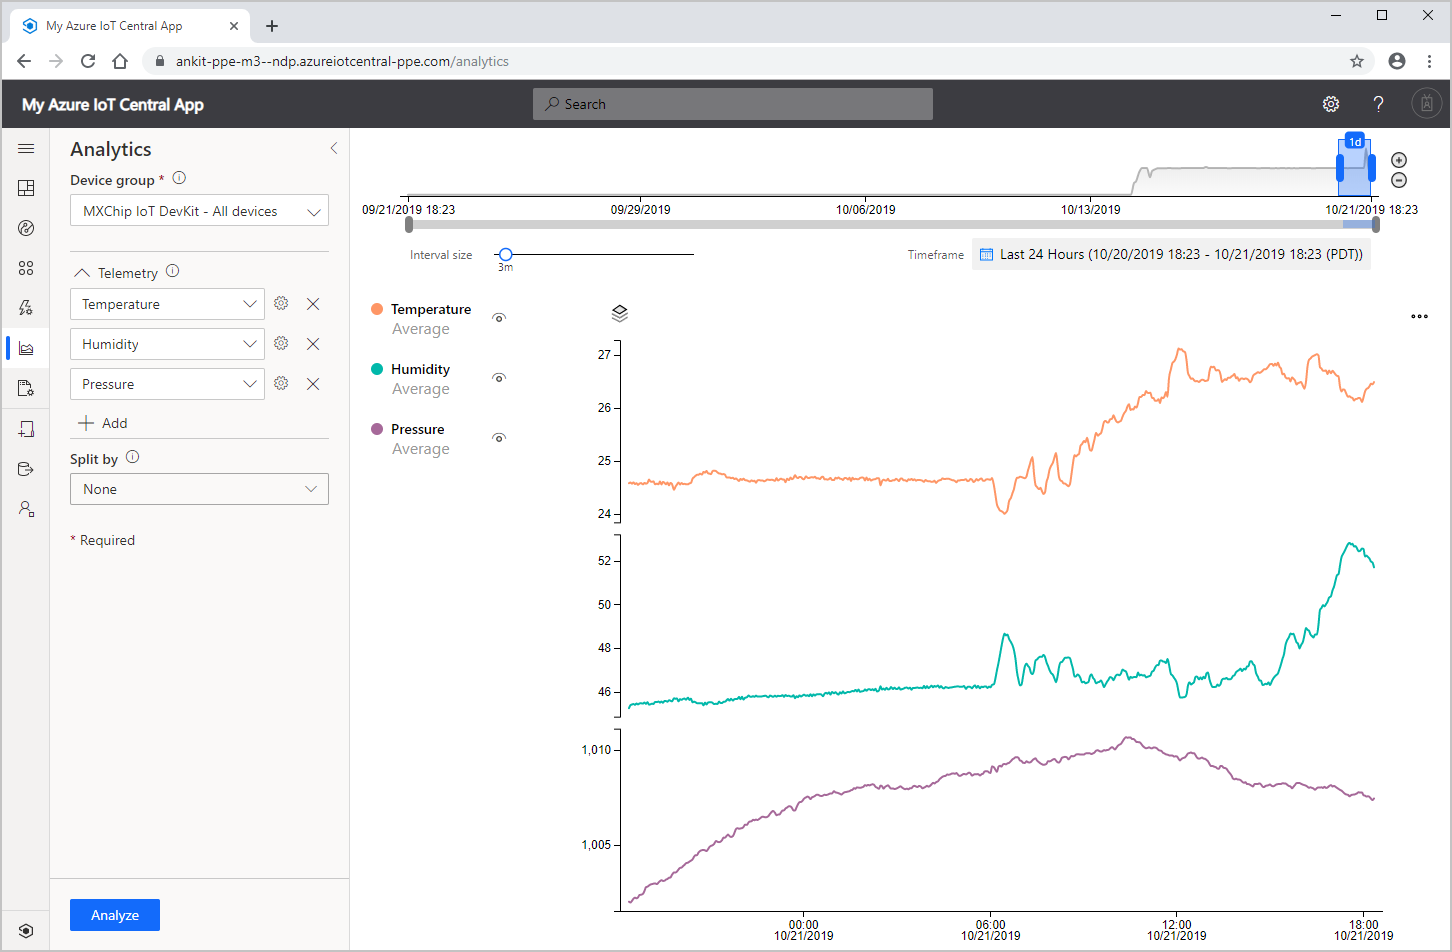 My Azure IoT Central App
ankit-ppe-m3--ndp.azureiotcentral-ppe.com/analytics
My Azure IoT Central App
Search
?
Analytics
Device group *
MXChip IoT DevKit - All devices
Telemetry
Temperature
Humidity
Pressure
Add
Split by
None
* Required
Analyze
1d
09/21/2019 18:23
09/29/2019
10/06/2019
10/13/2019
10/21/2019 18:23
Interval size
3m
Timeframe
Last 24 Hours (10/20/2019 18:23 - 10/21/2019 18:23 (PDT))
Temperature
Average
Humidity
Average
Pressure
Average
27
26
25
24
52
50
48
46
1,010
1,005
00:00
10/21/2019
06:00
10/21/2019
12:00
10/21/2019
18:00
10/21/2019